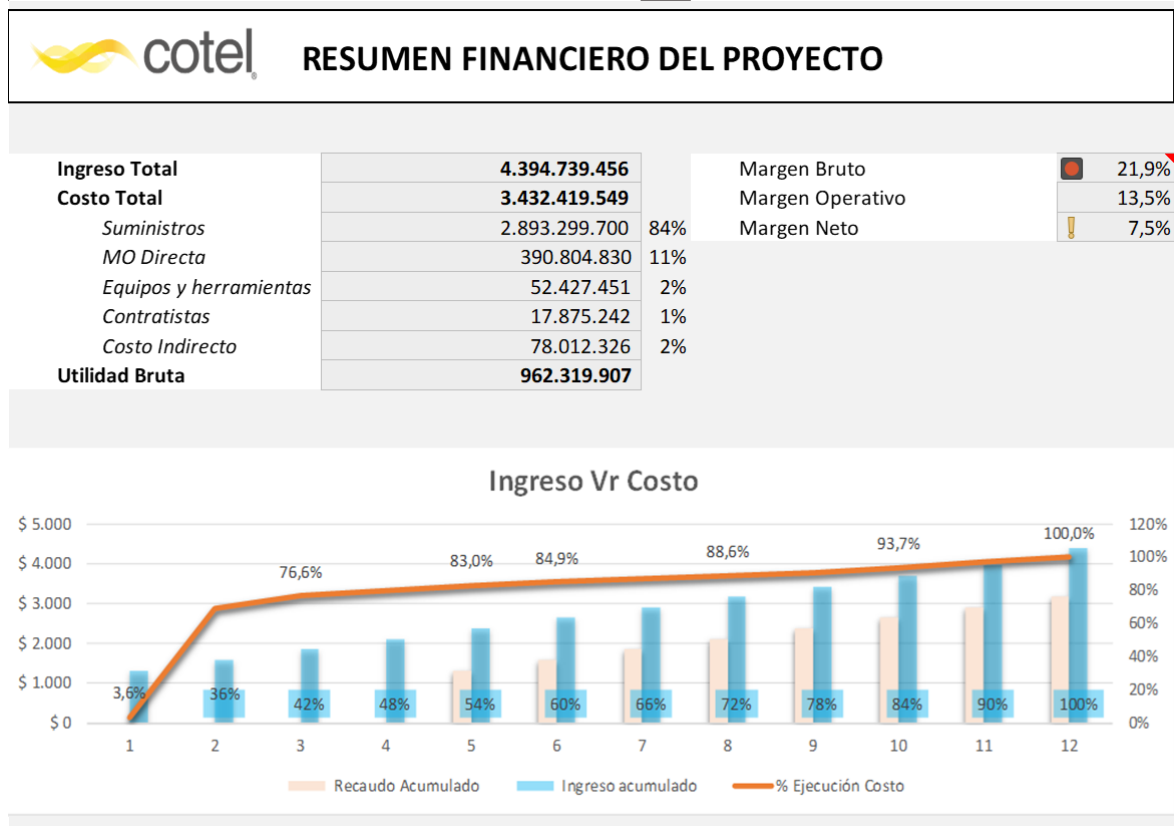 cotel®
RESUMEN FINANCIERO DEL PROYECTO
Ingreso Total 4.394.739.456 Margen Bruto 21,9%
Costo Total 3.432.419.549 Margen Operativo 13,5%
Suministros 2.893.299.700 84% Margen Neto 7,5%
MO Directa 390.804.830 11%
Equipos y herramientas 52.427.451 2%
Contratistas 17.875.242 1%
Costo Indirecto 78.012.326 2%
Utilidad Bruta 962.319.907
Ingreso Vr Costo
$ 5.000 120%
$ 4.000 100%
$ 3.000 80%
$ 2.000 60%
$ 1.000 40%
$ 0 20%
0%
3,6% 76,6% 83,0% 84,9% 88,6% 93,7% 100,0%
36% 42% 48% 54% 60% 66% 72% 78% 84% 90% 100%
1 2 3 4 5 6 7 8 9 10 11 12
Recaudo Acumulado Ingreso acumulado % Ejecución Costo